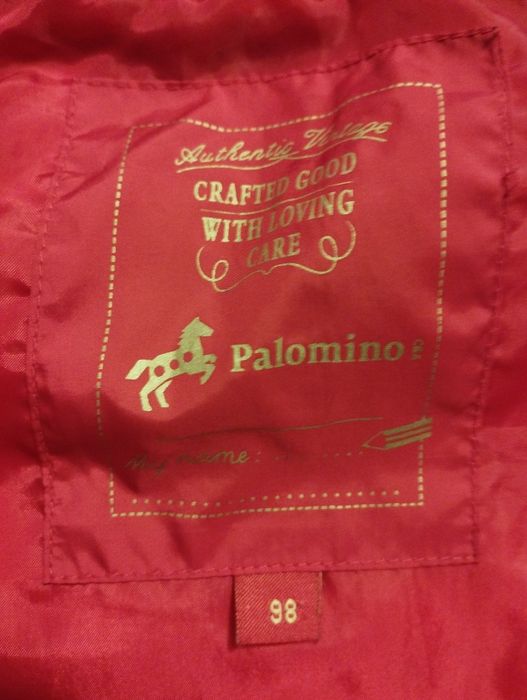 Authentic Vintage
CRAFTED GOOD
WITH LOVING
CARE
Palomino
My name: ........
98